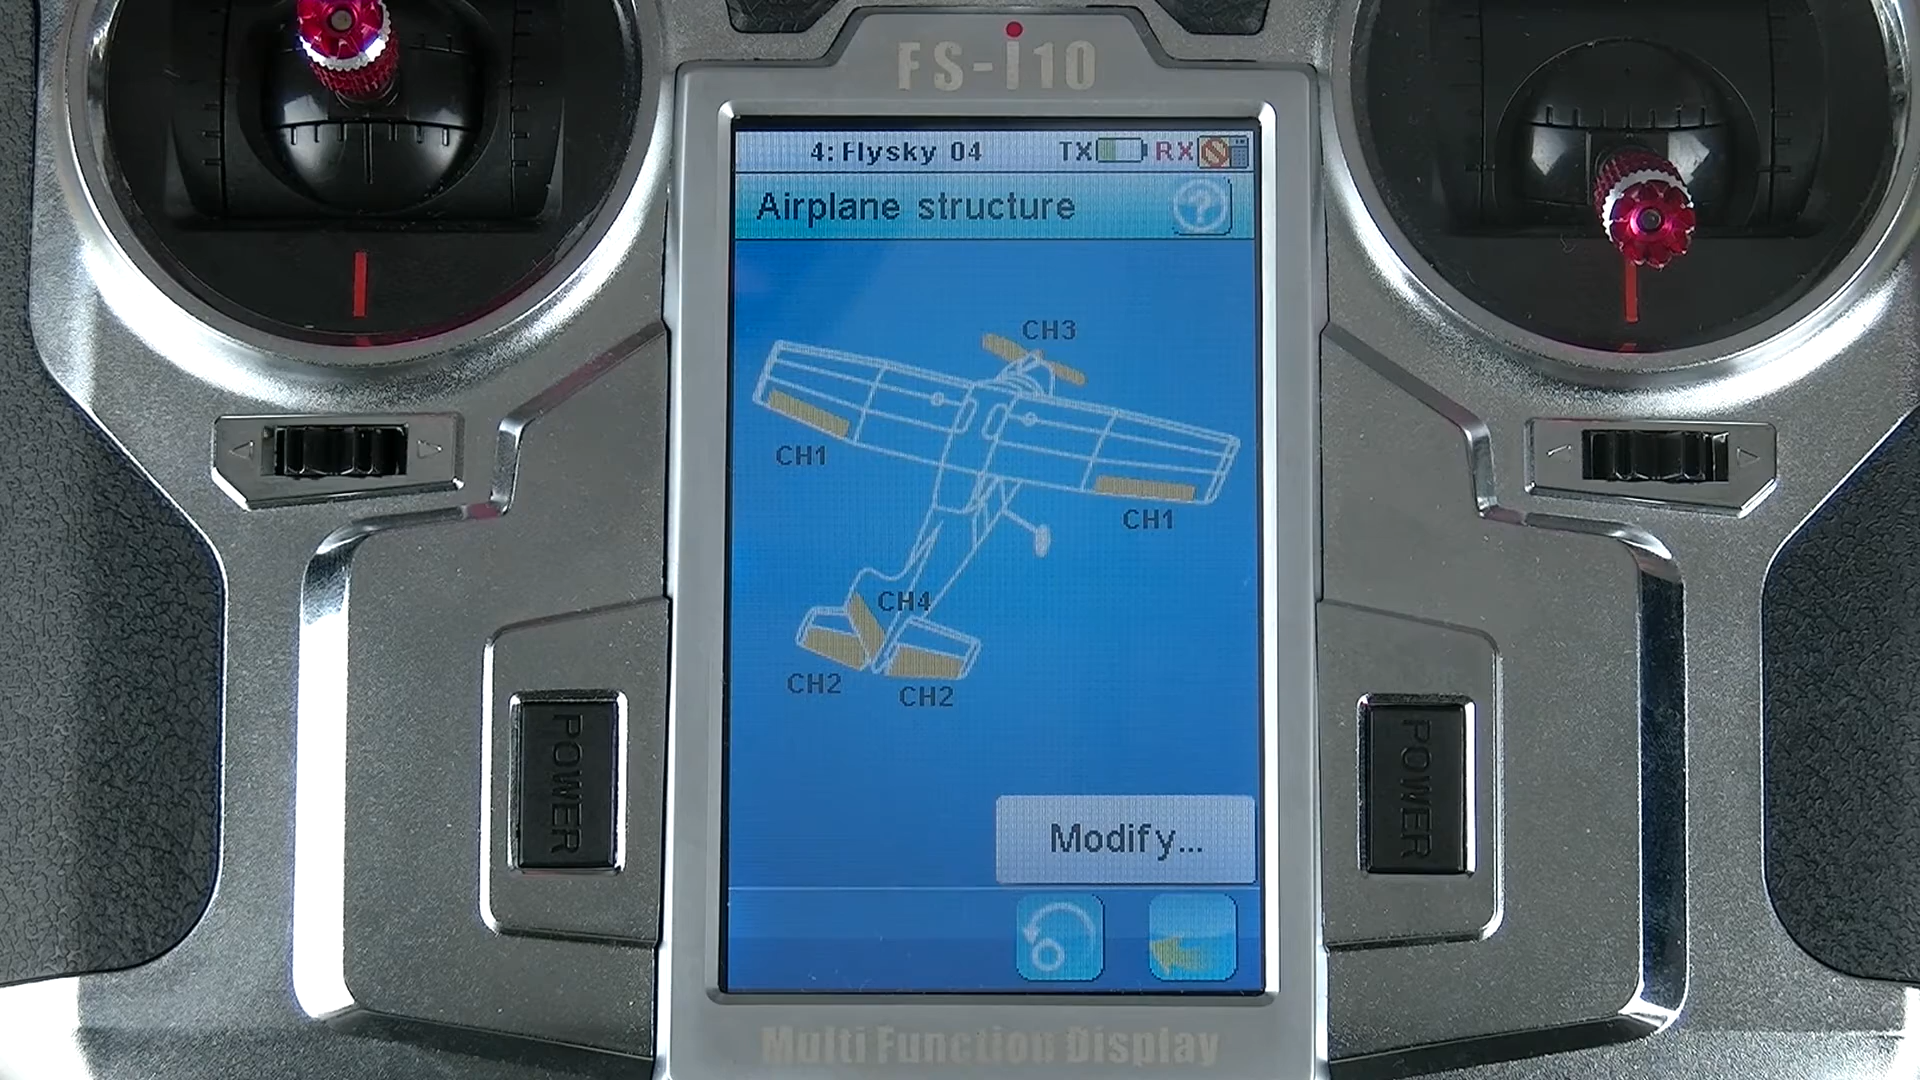 FS-i10
4: Flysky 04 TX RX
Airplane structure ?
CH3
CH1
CH1
CH4
CH2
CH2
Modify...
POWER
POWER
Multi Function Display